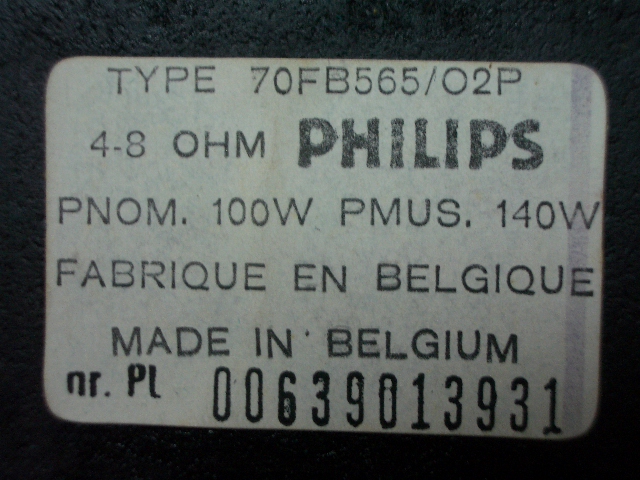 TYPE 70FB565/02P
4-8 OHM PHILIPS
PNOM. 100W PMUS. 140W
FABRIQUE EN BELGIQUE
MADE IN BELGIUM
nr. PL 00639013931